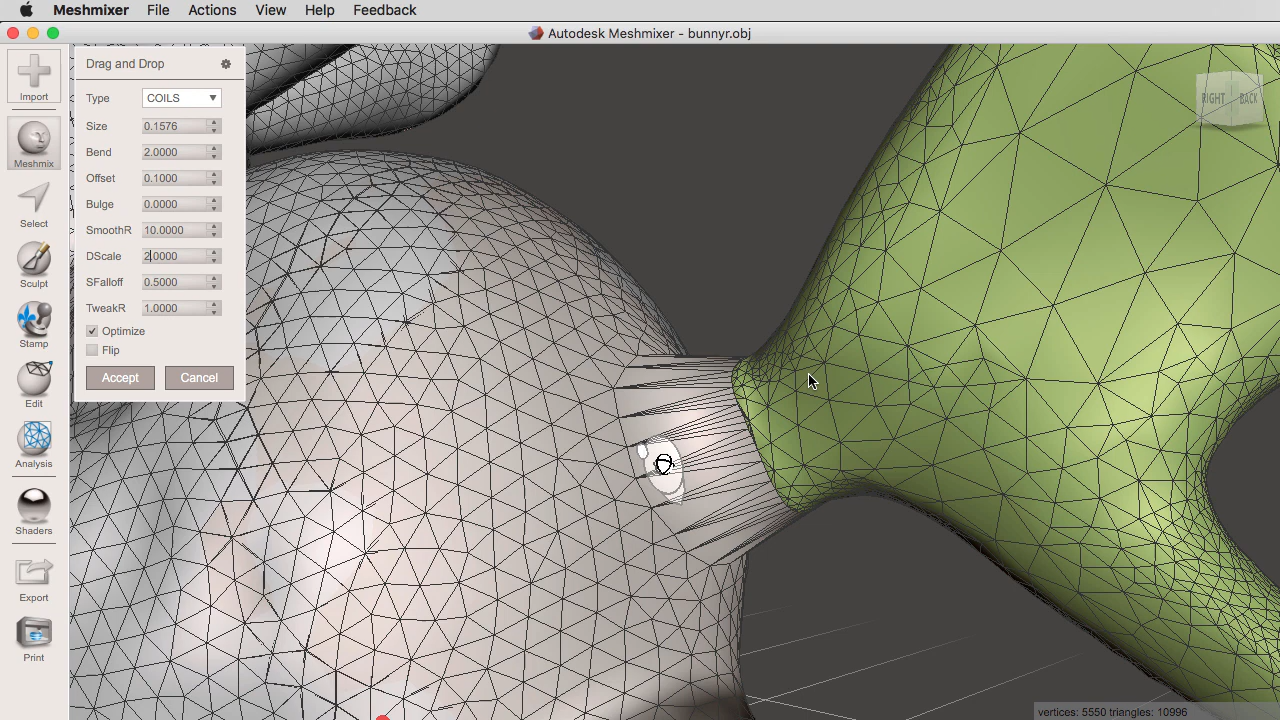 Meshmixer File Actions View Help Feedback
Autodesk Meshmixer - bunnyr.obj
Import
Meshmix
Select
Sculpt
Stamp
Edit
Analysis
Shaders
Export
Print
Drag and Drop
Type COILS
Size 0.1576
Bend 2.0000
Offset 0.1000
Bulge 0.0000
SmoothR 10.0000
DScale 2.0000
SFalloff 0.5000
TweakR 1.0000
Optimize
Flip
Accept Cancel
RIGHT BACK
vertices: 5550 triangles: 10996